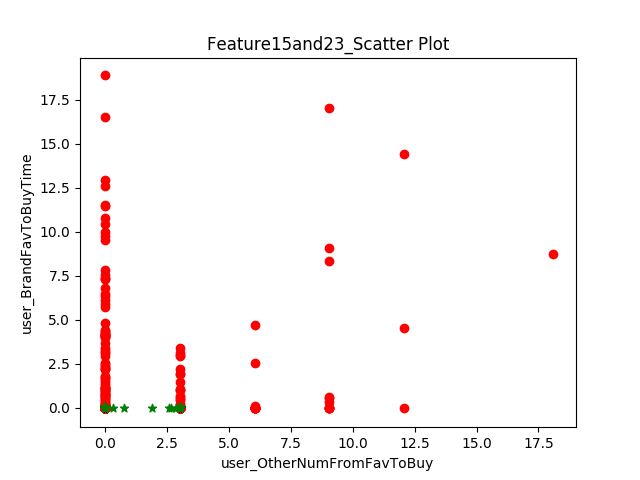 Feature15and23_Scatter Plot
17.5
15.0
12.5
10.0
7.5
5.0
2.5
0.0
user_BrandFavToBuyTime
0.0 2.5 5.0 7.5 10.0 12.5 15.0 17.5
user_OtherNumFromFavToBuy